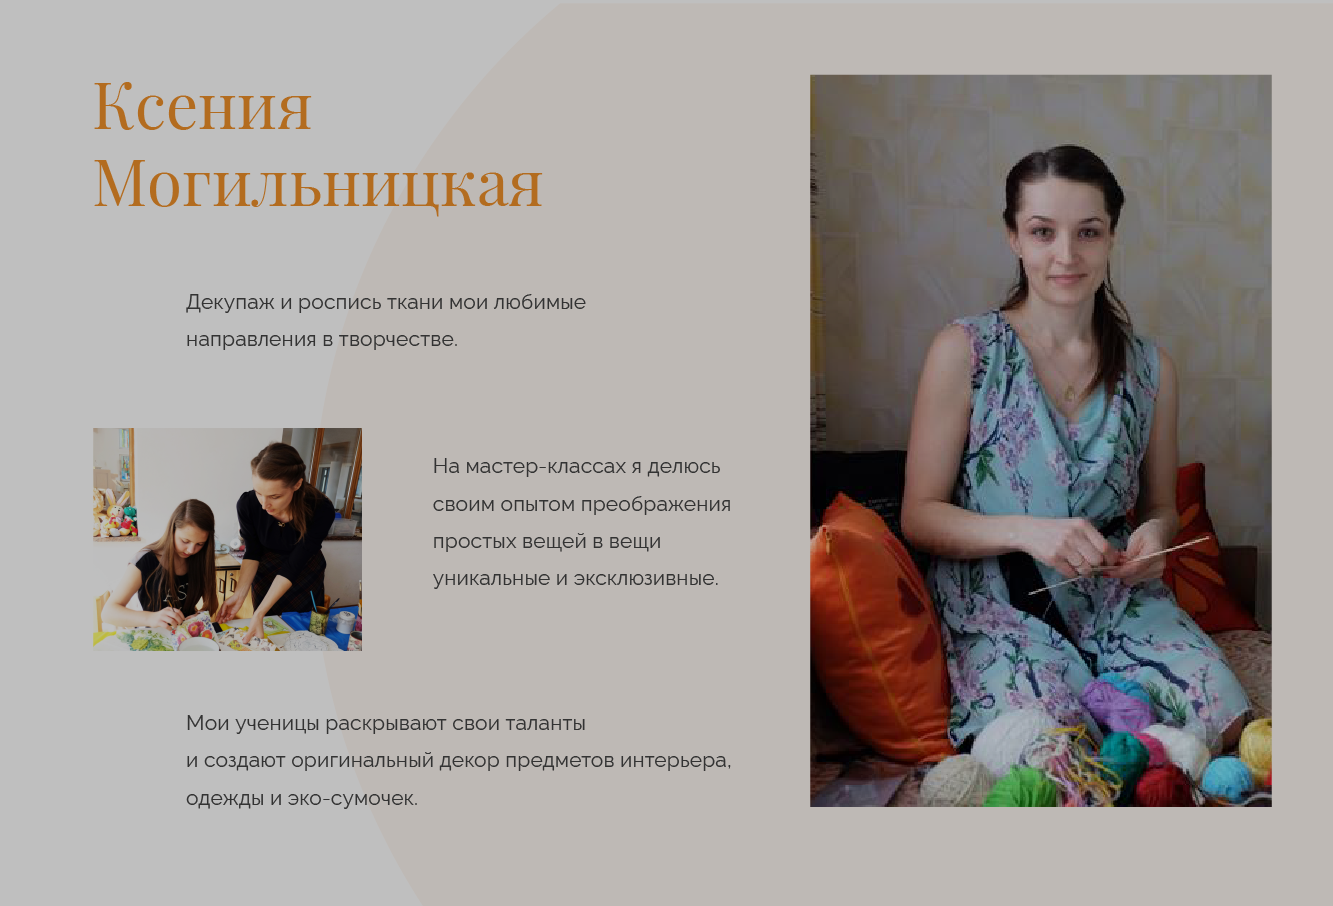 Ксения
Могильницкая
Декупаж и роспись ткани мои любимые
направления в творчестве.
На мастер-классах я делюсь
своим опытом преображения
простых вещей в вещи
уникальные и эксклюзивные.
Мои ученицы раскрывают свои таланты
и создают оригинальный декор предметов интерьера,
одежды и эко-сумочек.